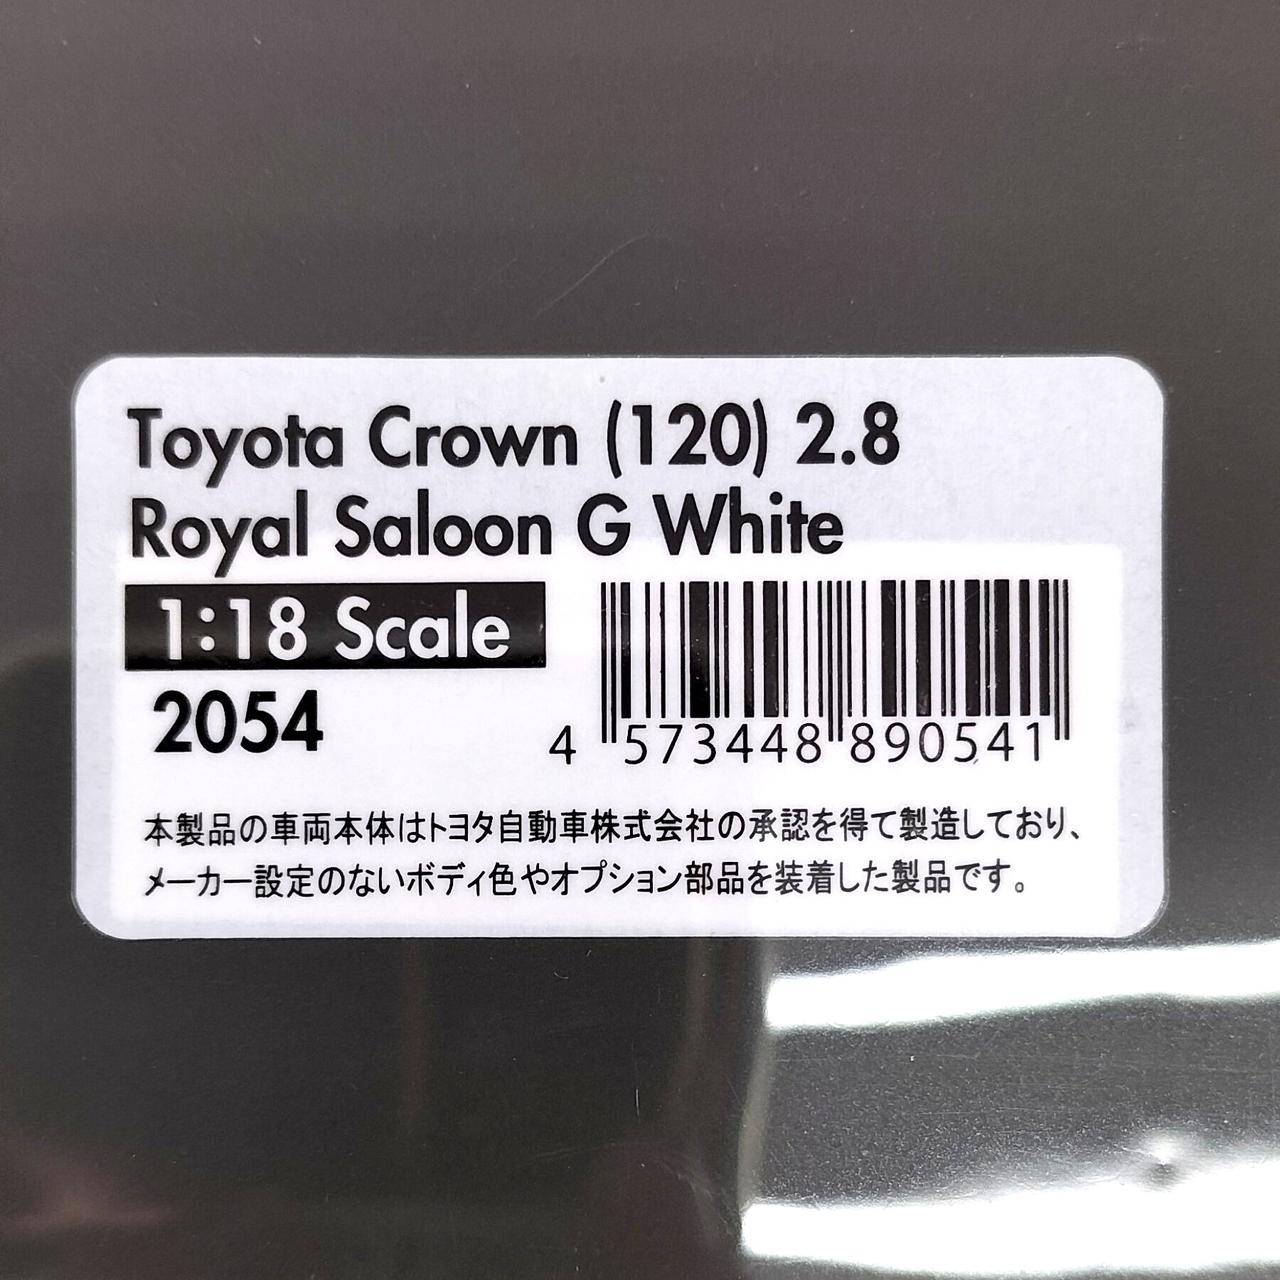 Toyota Crown (120) 2.8
Royal Saloon G White
1:18 Scale
2054
4 573448 890541
本製品の車両本体はトヨタ自動車株式会社の承認を得て製造しており、
メーカー設定のないボディ色やオプション部品を装着した製品です。